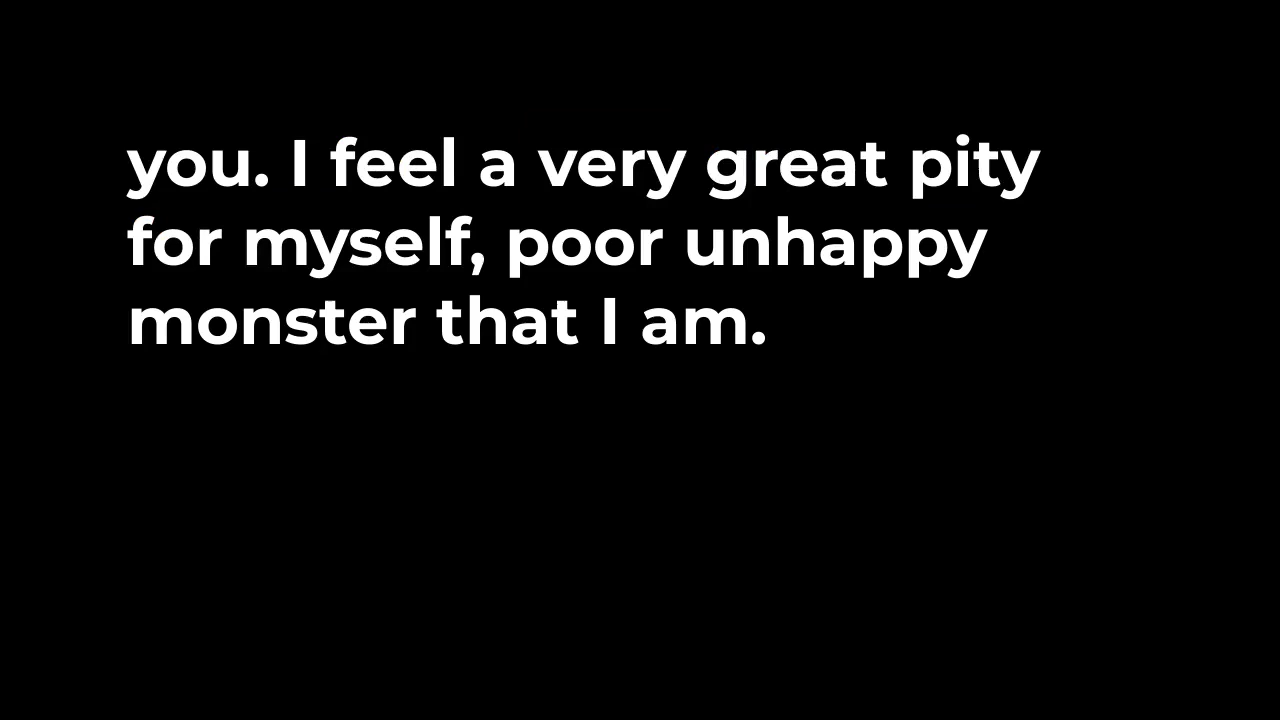 you. I feel a very great pity
for myself, poor unhappy
monster that I am.